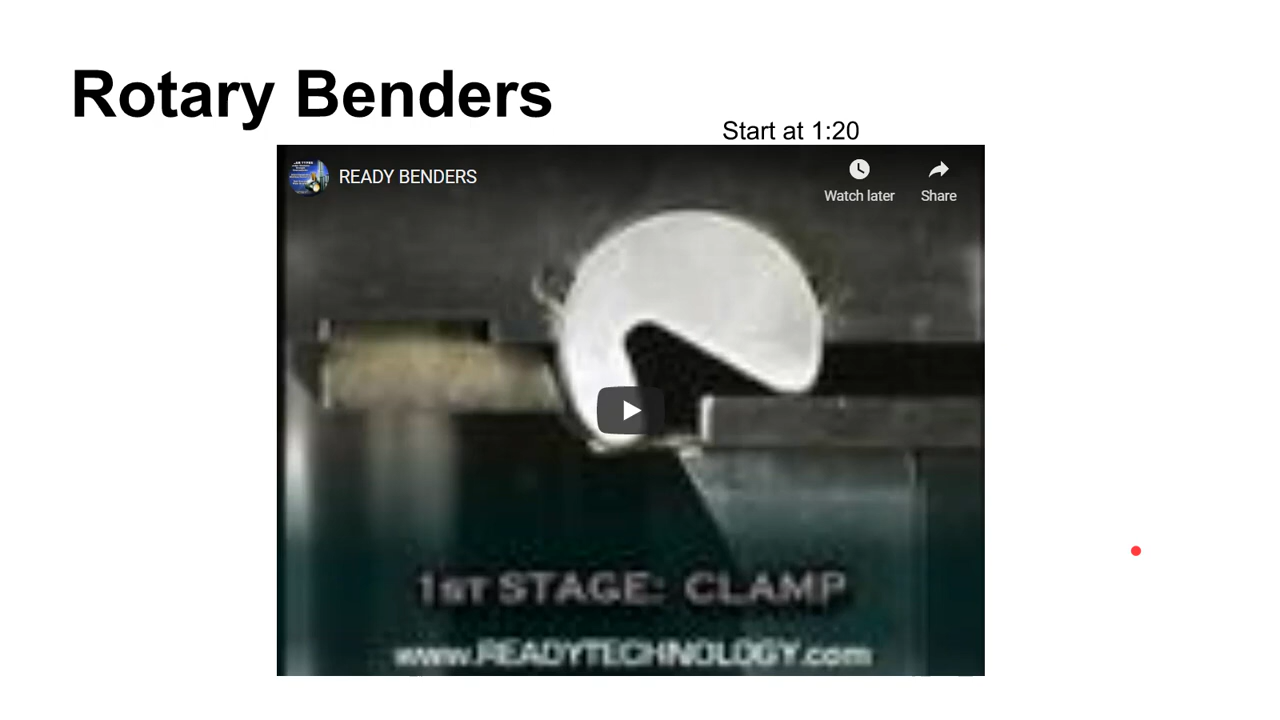 Rotary Benders
Start at 1:20
READY BENDERS
Watch later
Share
1ST STAGE: CLAMP
www.READYTECHNOLOGY.com